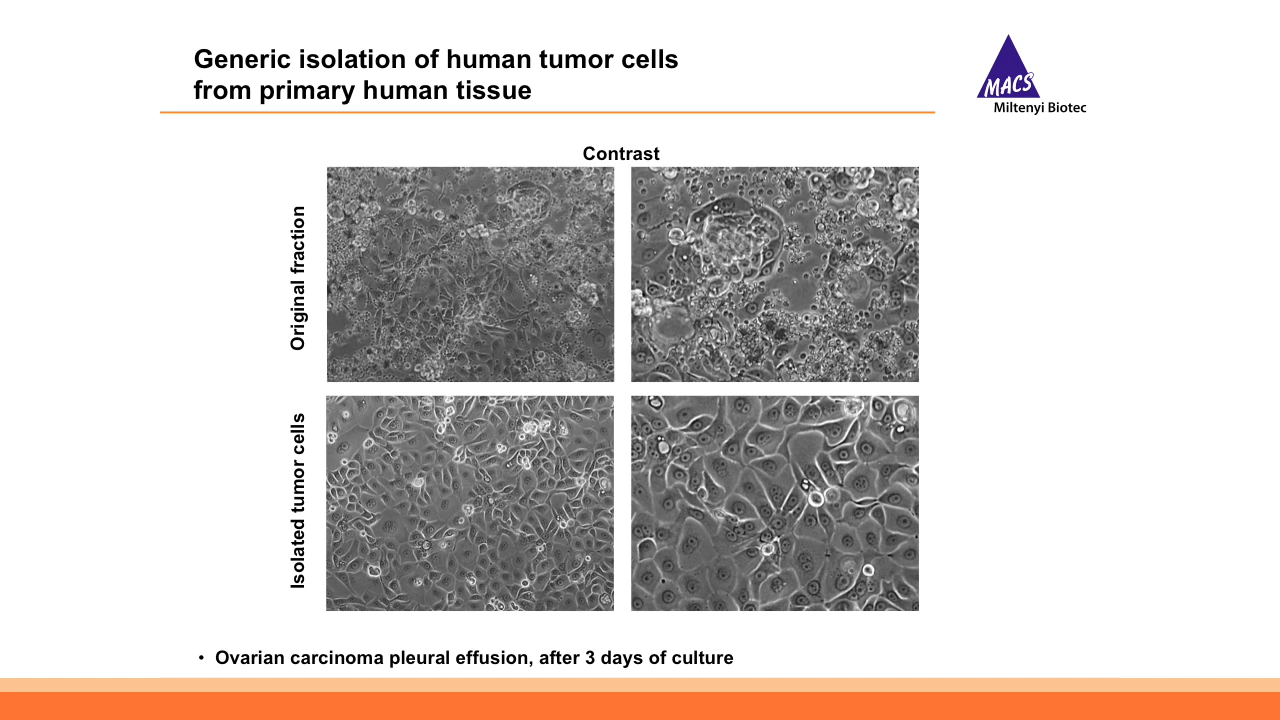 Generic isolation of human tumor cells
from primary human tissue
MACS
Miltenyi Biotec
Contrast
Original fraction
Isolated tumor cells
• Ovarian carcinoma pleural effusion, after 3 days of culture